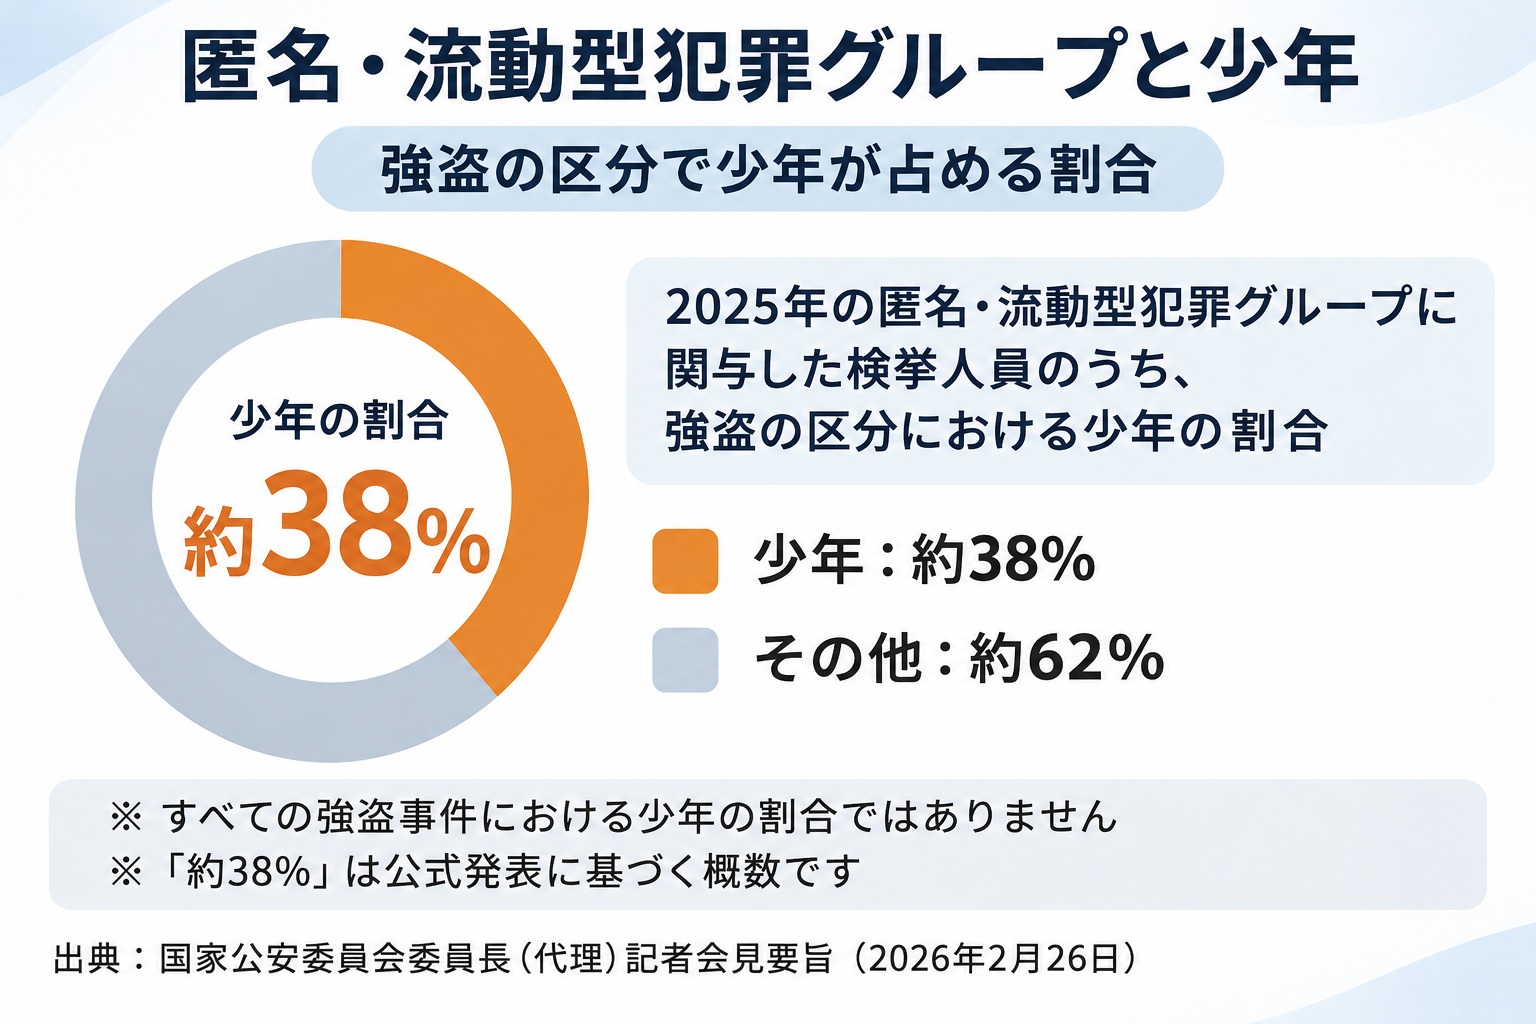 匿名・流動型犯罪グループと少年
強盗の区分で少年が占める割合
少年の割合
約38%
2025年の匿名・流動型犯罪グループに
関与した検挙人員のうち、
強盗の区分における少年の割合
少年：約38%
その他：約62%
※ すべての強盗事件における少年の割合ではありません
※「約38%」は公式発表に基づく概数です
出典：国家公安委員会委員長（代理）記者会見要旨（2026年2月26日）